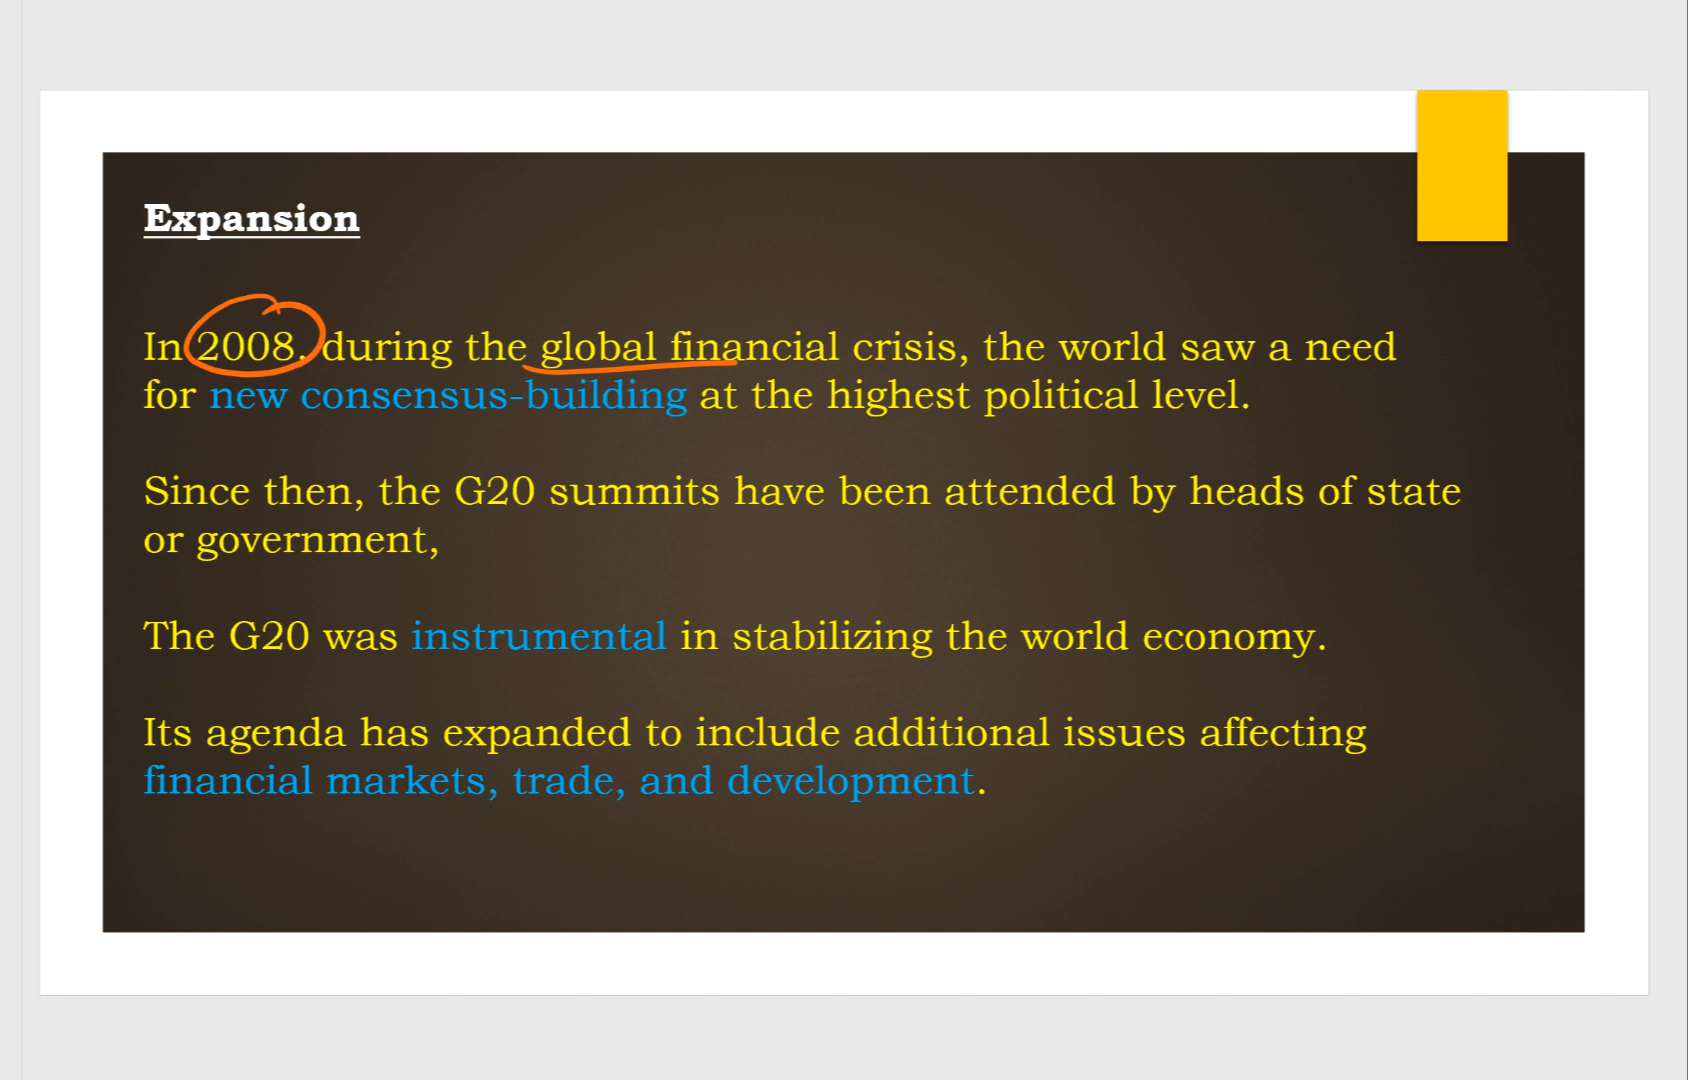 Expansion
In 2008, during the global financial crisis, the world saw a need
for new consensus-building at the highest political level.
Since then, the G20 summits have been attended by heads of state
or government,
The G20 was instrumental in stabilizing the world economy.
Its agenda has expanded to include additional issues affecting
financial markets, trade, and development.